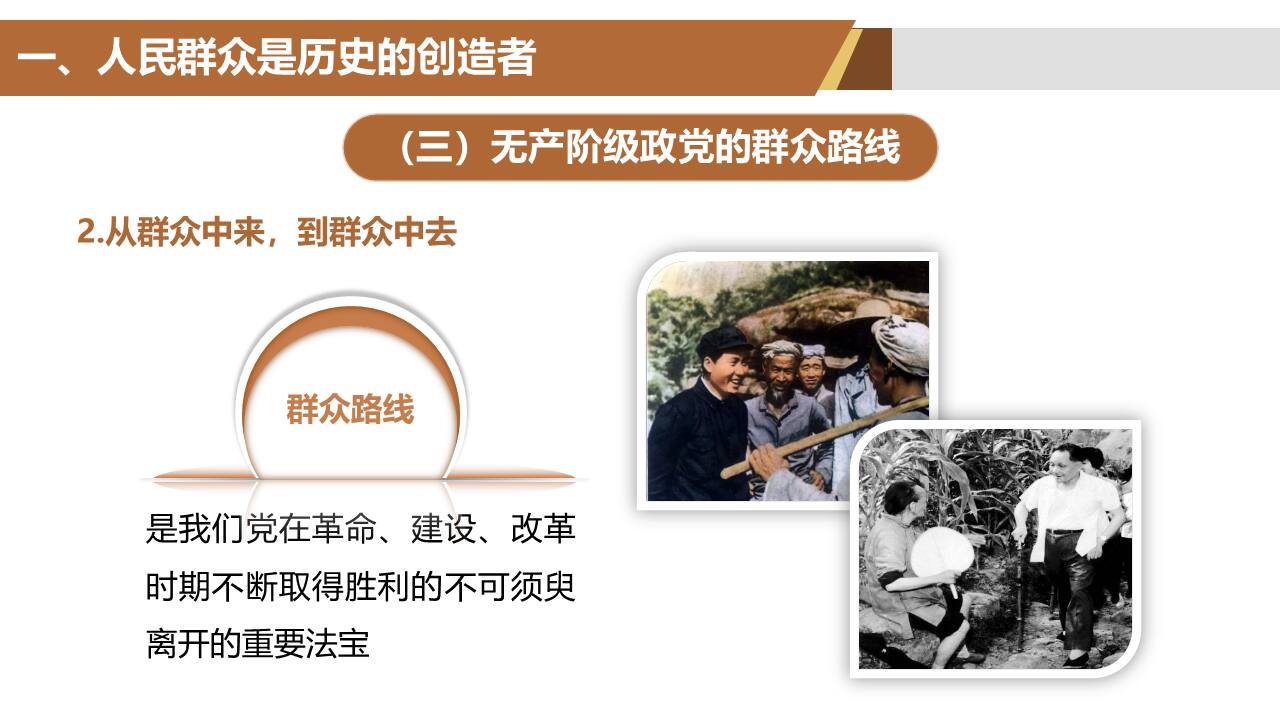 一、人民群众是历史的创造者
（三）无产阶级政党的群众路线
2.从群众中来，到群众中去
群众路线
是我们党在革命、建设、改革
时期不断取得胜利的不可须臾
离开的重要法宝